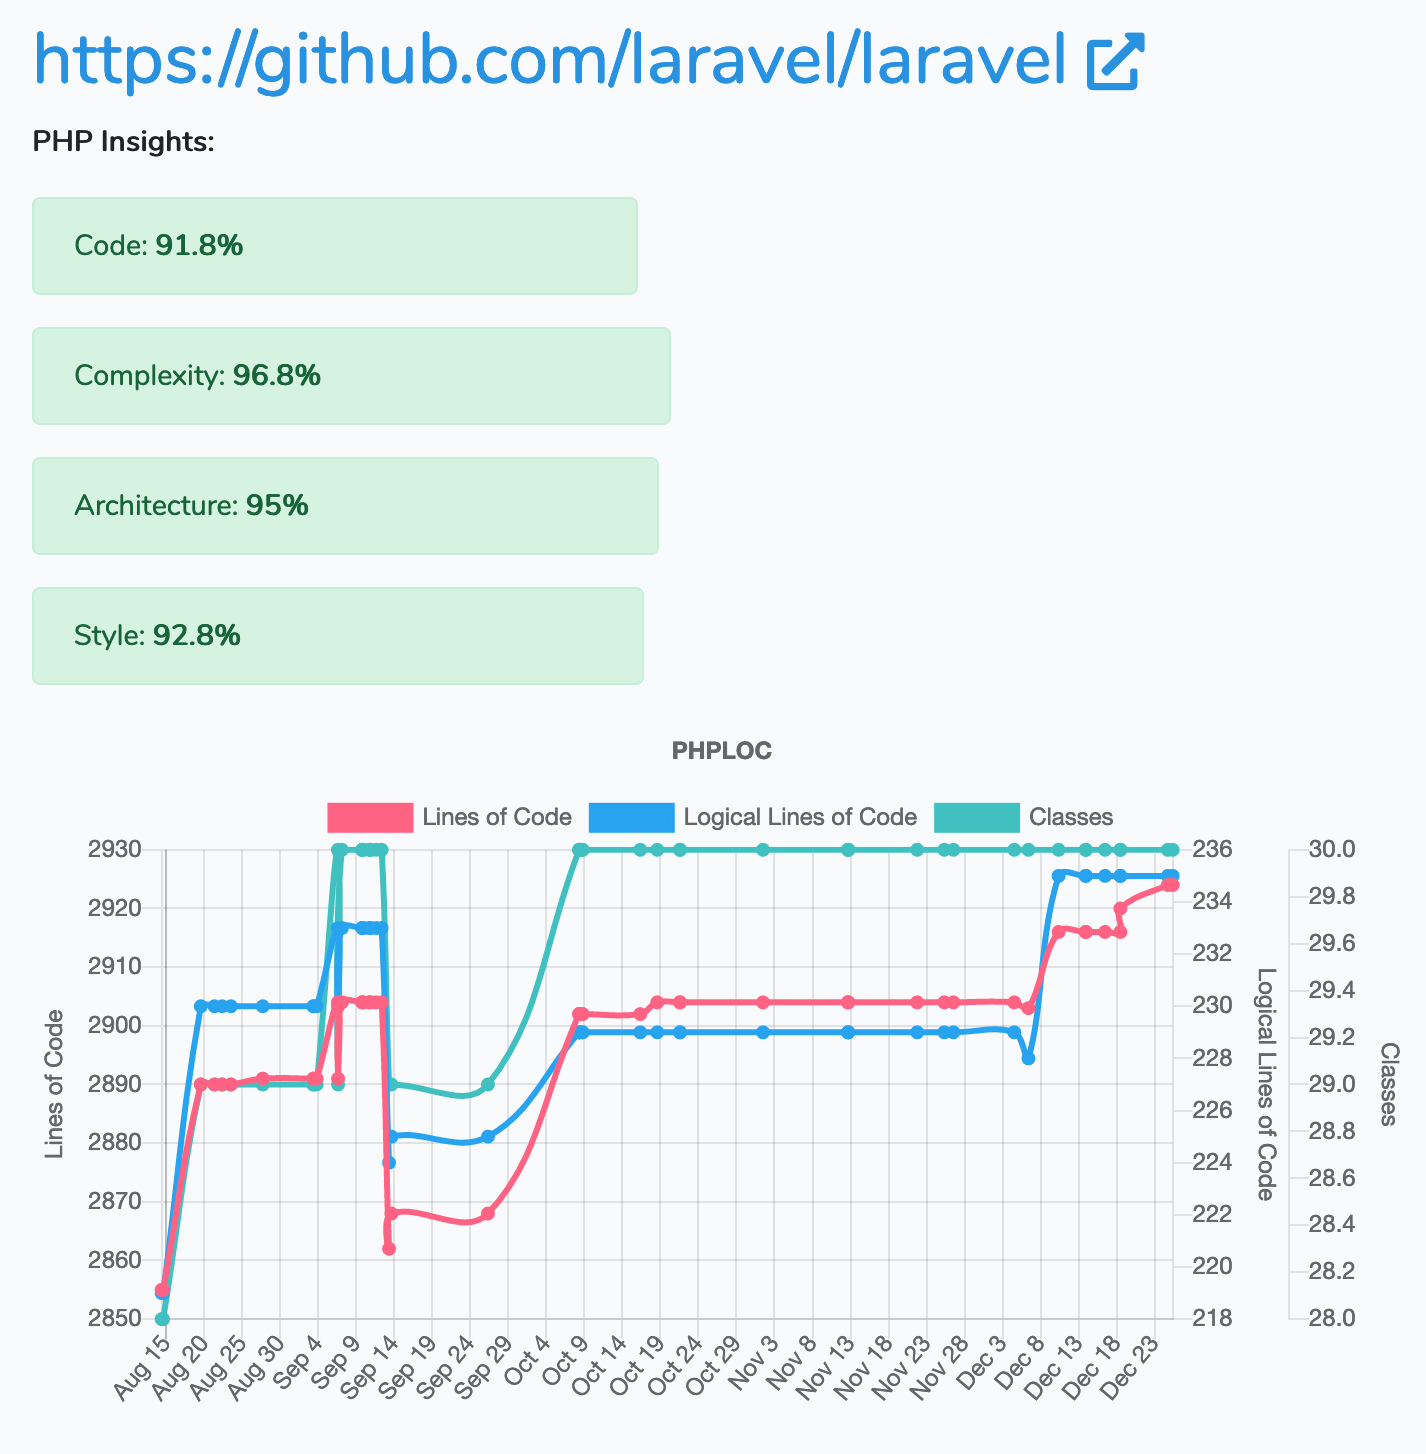 https://github.com/laravel/laravel
PHP Insights:
Code: 91.8%
Complexity: 96.8%
Architecture: 95%
Style: 92.8%
PHPLOC
Lines of Code Logical Lines of Code Classes
2930
2920
2910
2900
2890
2880
2870
2860
2850
Lines of Code
236
234
232
230
228
226
224
222
220
218
Logical Lines of Code
30.0
29.8
29.6
29.4
29.2
29.0
28.8
28.6
28.4
28.2
28.0
Classes
Aug 15
Aug 20
Aug 25
Aug 30
Sep 4
Sep 9
Sep 14
Sep 19
Sep 24
Sep 29
Oct 4
Oct 9
Oct 14
Oct 19
Oct 24
Oct 29
Nov 3
Nov 8
Nov 13
Nov 18
Nov 23
Nov 28
Dec 3
Dec 8
Dec 13
Dec 18
Dec 23